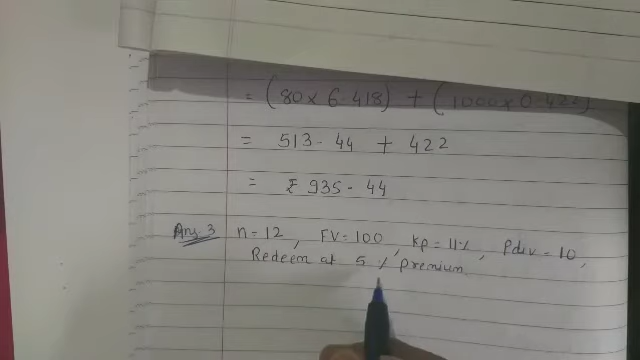 = (80 x 6.418) + (1000 x 0.422)
= 513-44 + 422
= ₹ 935-44
Ans.3 n=12, FV=100, Kp=11%, Pdiv=10,
Redeem at 5% premium